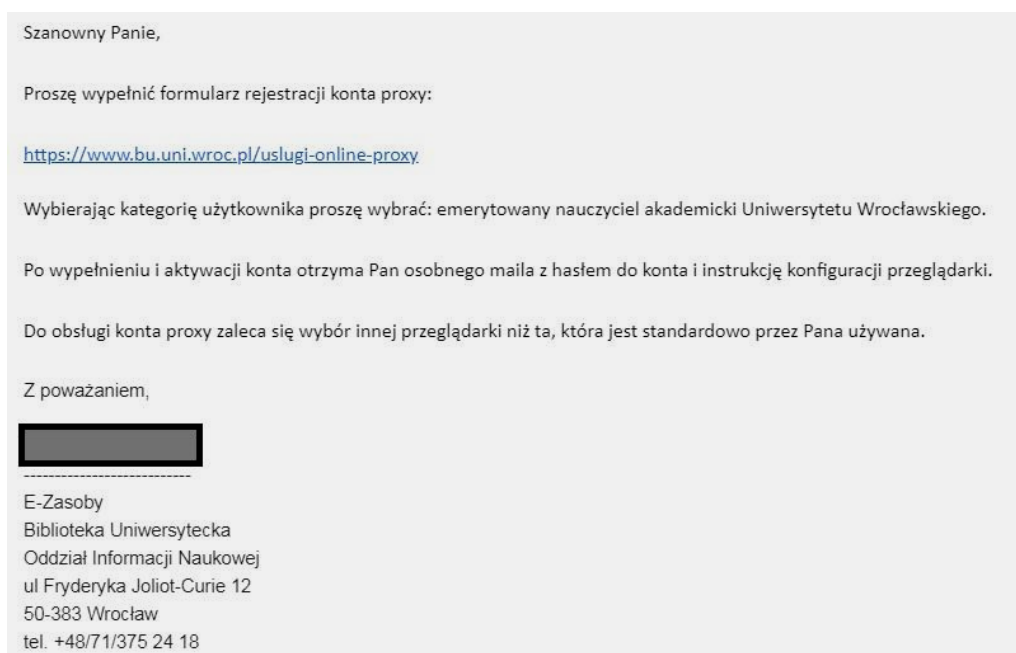 Szanowny Panie,
Proszę wypełnić formularz rejestracji konta proxy:
https://www.bu.uni.wroc.pl/uslugi-online-proxy
Wybierając kategorię użytkownika proszę wybrać: emerytowany nauczyciel akademicki Uniwersytetu Wrocławskiego.
Po wypełnieniu i aktywacji konta otrzyma Pan osobnego maila z hasłem do konta i instrukcję konfiguracji przeglądarki.
Do obsługi konta proxy zaleca się wybór innej przeglądarki niż ta, która jest standardowo przez Pana używana.
Z poważaniem,
---------------------------
E-Zasoby
Biblioteka Uniwersytecka
Oddział Informacji Naukowej
ul Fryderyka Joliot-Curie 12
50-383 Wrocław
tel. +48/71/375 24 18